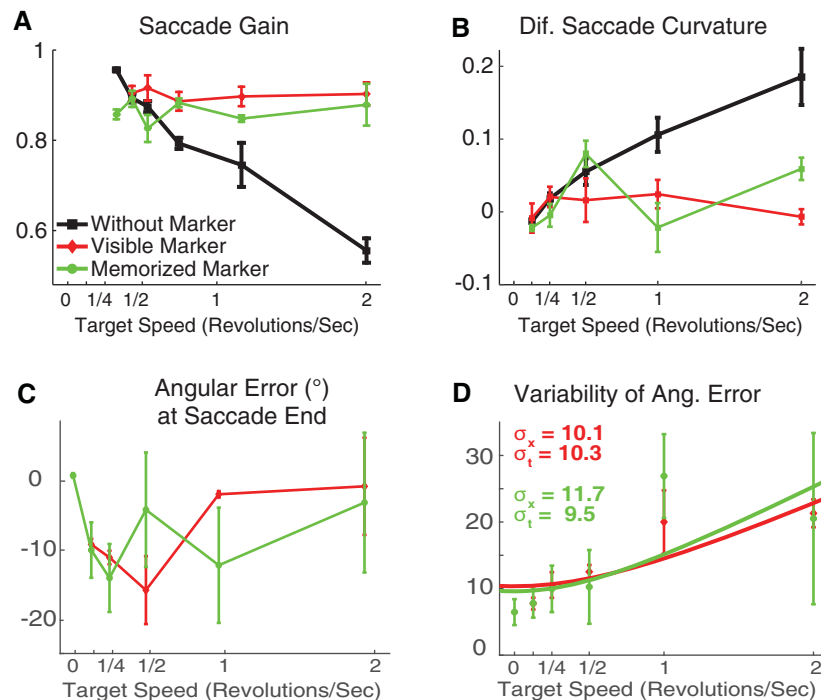 A
Saccade Gain
1
0.8
0.6
Without Marker
Visible Marker
Memorized Marker
0 1/4 1/2 1 2
Target Speed (Revolutions/Sec)
B
Dif. Saccade Curvature
0.2
0.1
0
-0.1
0 1/4 1/2 1 2
Target Speed (Revolutions/Sec)
C
Angular Error (°)
at Saccade End
0
-10
-20
0 1/4 1/2 1 2
Target Speed (Revolutions/Sec)
D
Variability of Ang. Error
σx = 10.1
σt = 10.3
σx = 11.7
σt = 9.5
30
20
10
0
0 1/4 1/2 1 2
Target Speed (Revolutions/Sec)